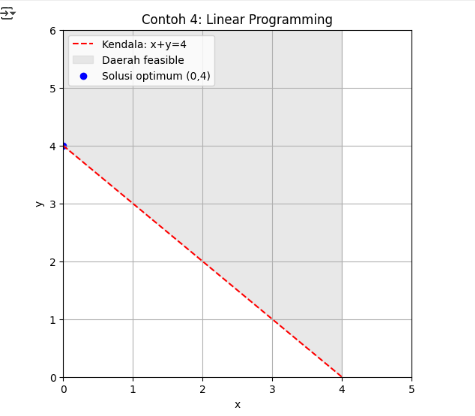 Contoh 4: Linear Programming
Kendala: x+y=4
Daerah feasible
Solusi optimum (0,4)
6
5
4
3
2
1
0
y
0 1 2 3 4 5
x